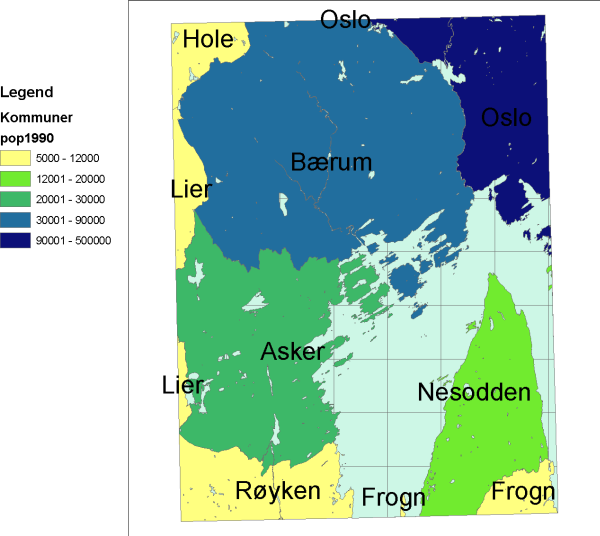 Legend
Kommuner
pop1990
5000 - 12000
12001 - 20000
20001 - 30000
30001 - 90000
90001 - 500000
Oslo
Hole
Oslo
Bærum
Lier
Asker
Lier
Nesodden
Røyken
Frogn
Frogn